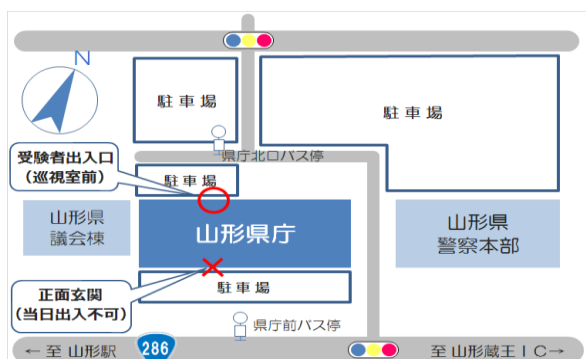 N
駐車場
駐車場
県庁北口バス停
受験者出入口
(巡視室前)
駐車場
山形県
議会棟
山形県庁
山形県
警察本部
正面玄関
(当日出入不可)
駐車場
県庁前バス停
← 至 山形駅
286
至 山形蔵王IC→